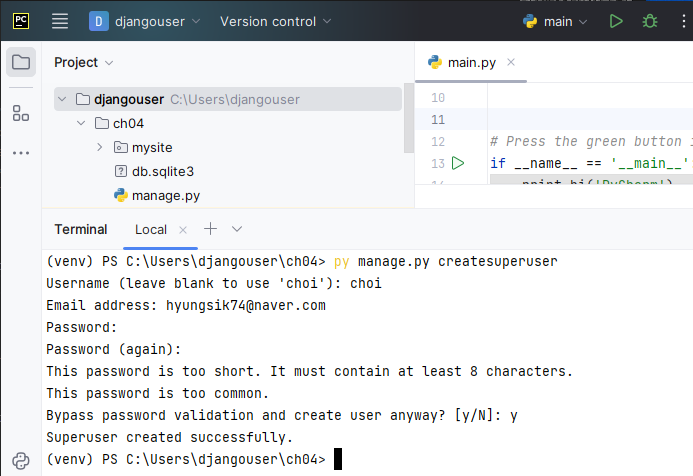 PC D djangouser Version control main
Project
main.py
djangouser C:\Users\djangouser
ch04
mysite
db.sqlite3
manage.py
10
11
12 # Press the green button
13 if __name__ == '__main__'
Terminal Local
(venv) PS C:\Users\djangouser\ch04> py manage.py createsuperuser
Username (leave blank to use 'choi'): choi
Email address: hyungsik74@naver.com
Password:
Password (again):
This password is too short. It must contain at least 8 characters.
This password is too common.
Bypass password validation and create user anyway? [y/N]: y
Superuser created successfully.
(venv) PS C:\Users\djangouser\ch04>